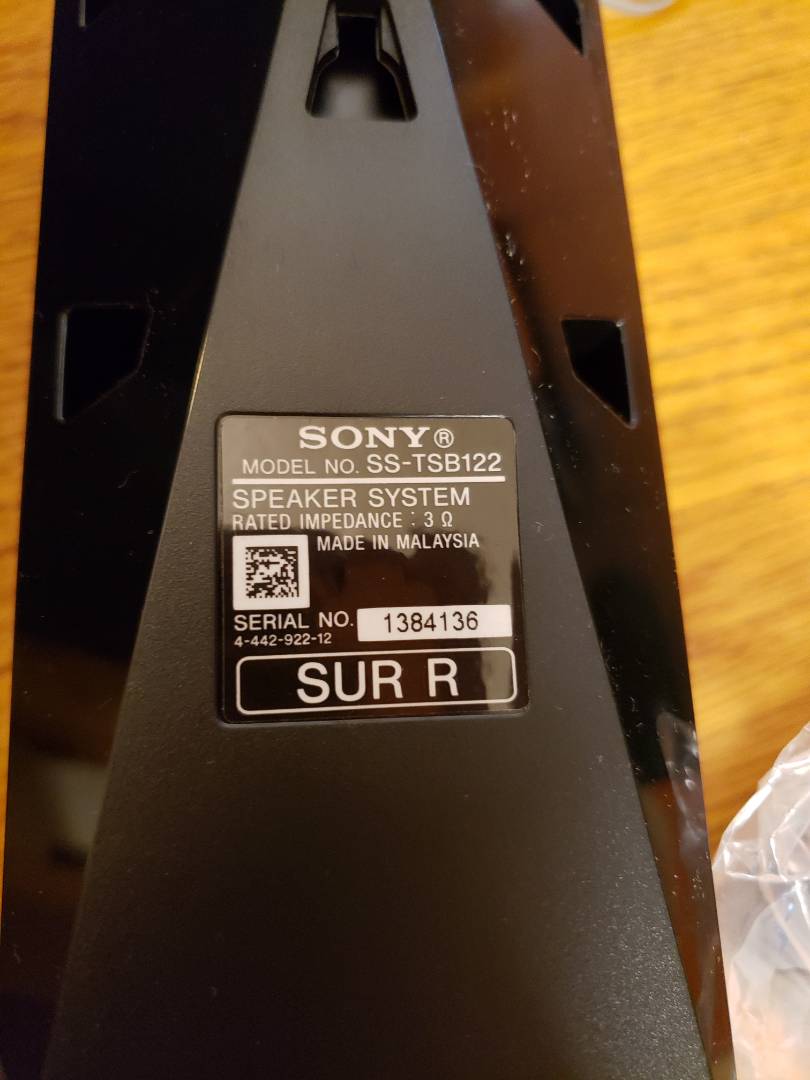 SONY®
MODEL NO. SS-TSB122
SPEAKER SYSTEM
RATED IMPEDANCE : 3 Ω
MADE IN MALAYSIA
SERIAL NO. 1384136
4-442-922-12
SUR R